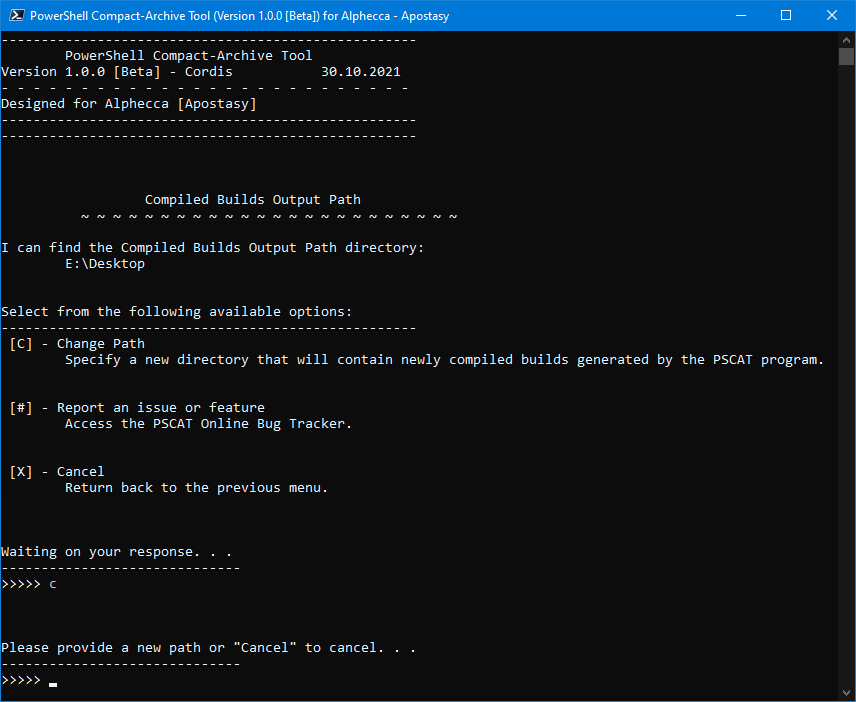 PowerShell Compact-Archive Tool (Version 1.0.0 [Beta]) for Alphecca - Apostasy
----------------------------------------------------
PowerShell Compact-Archive Tool
Version 1.0.0 [Beta] - Cordis           30.10.2021
- - - - - - - - - - - - - - - - - - - - - - - - - -
Designed for Alphecca [Apostasy]
----------------------------------------------------
----------------------------------------------------
Compiled Builds Output Path
~ ~ ~ ~ ~ ~ ~ ~ ~ ~ ~ ~ ~ ~ ~ ~ ~ ~ ~ ~ ~ ~ ~ ~
I can find the Compiled Builds Output Path directory:
E:\Desktop
Select from the following available options:
----------------------------------------------------
[C] - Change Path
Specify a new directory that will contain newly compiled builds generated by the PSCAT program.
[#] - Report an issue or feature
Access the PSCAT Online Bug Tracker.
[X] - Cancel
Return back to the previous menu.
Waiting on your response. . .
------------------------------
>>>>> c
Please provide a new path or "Cancel" to cancel. . .
------------------------------
>>>>> _